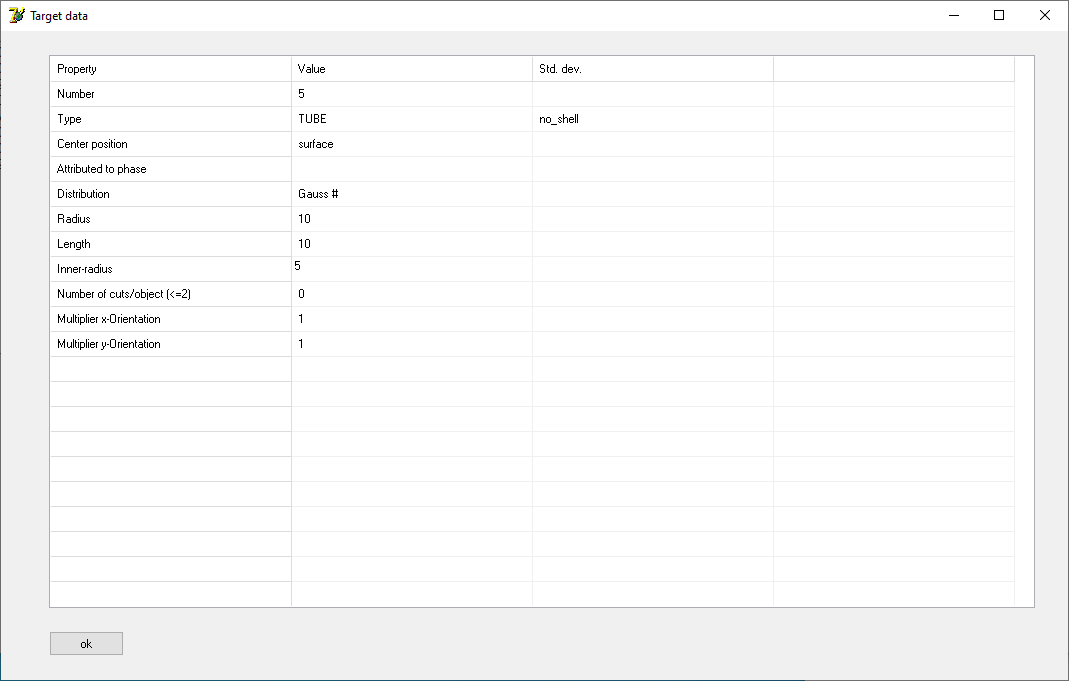 Target data
Property Value Std. dev.
Number 5
Type TUBE no_shell
Center position surface
Attributed to phase
Distribution Gauss #
Radius 10
Length 10
Inner-radius 5
Number of cuts/object (<=2) 0
Multiplier x-Orientation 1
Multiplier y-Orientation 1
ok